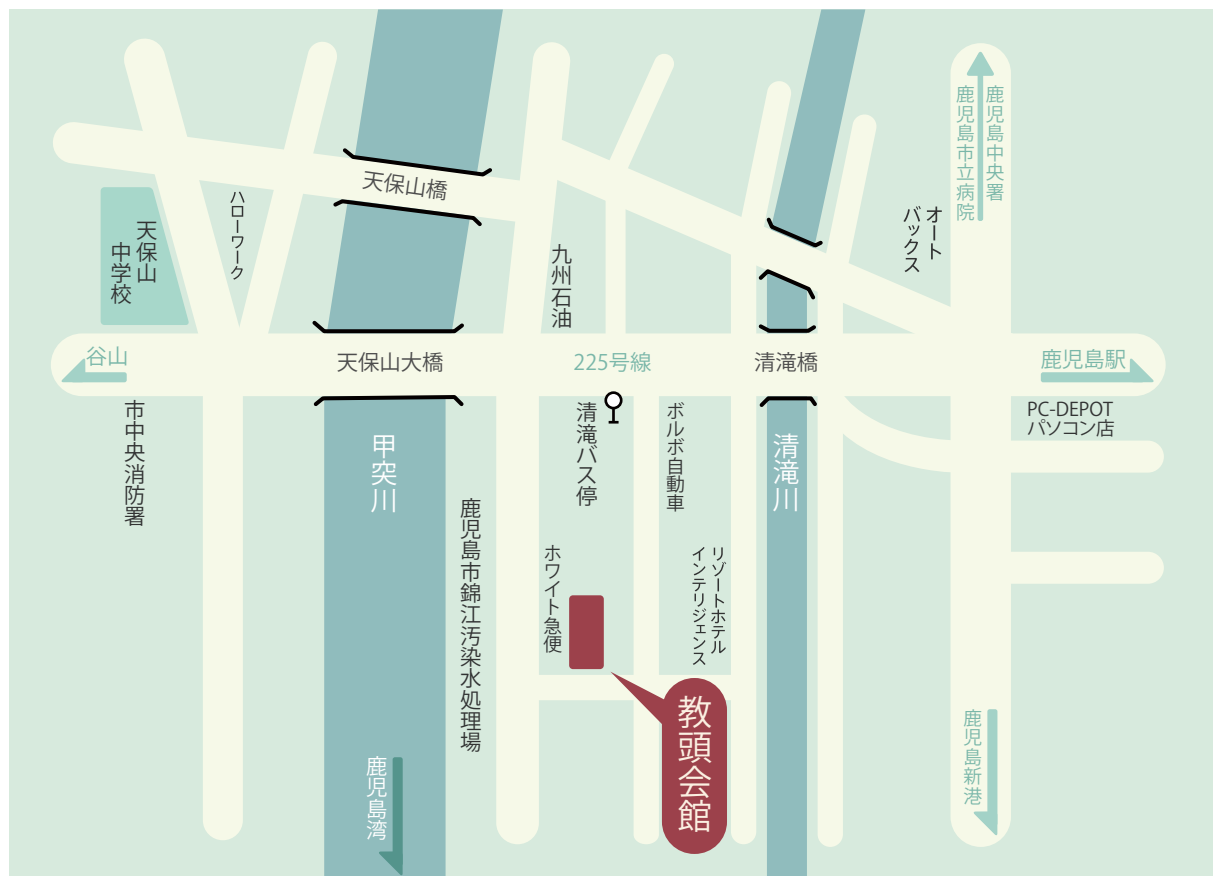 鹿児島中央署
鹿児島市立病院
天保山橋
オート
バックス
ハローワーク
天保山
中学校
九州石油
谷山
天保山大橋
225号線
清滝橋
鹿児島駅
市中央消防署
甲突川
清滝バス停
ボルボ自動車
清滝川
PC-DEPOT
パソコン店
鹿児島市錦江汚染水処理場
ホワイト急便
リゾートホテル
インテリジェンス
教頭会館
鹿児島湾
鹿児島新港